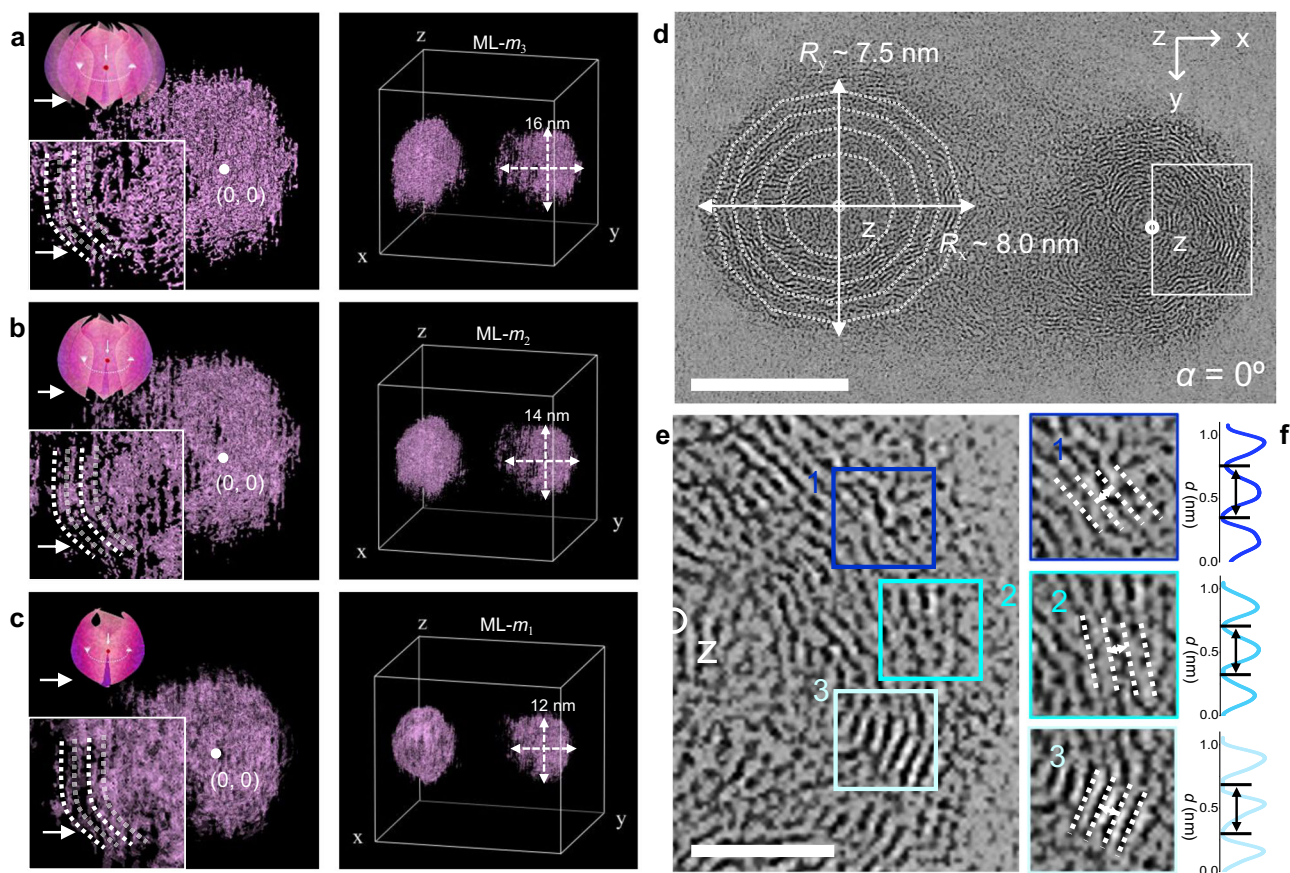 a
(0, 0)
z
ML-m₃
16 nm
x
y
b
(0, 0)
z
ML-m₂
14 nm
x
y
c
(0, 0)
z
ML-m₁
12 nm
x
y
d
R_y ~ 7.5 nm
z
R_x ~ 8.0 nm
z x
y
z
α = 0º
e
z
1
2
3
f
1
1.0
d (nm)
0.5
0.0
2
1.0
d (nm)
0.5
0.0
3
1.0
d (nm)
0.5
0.0